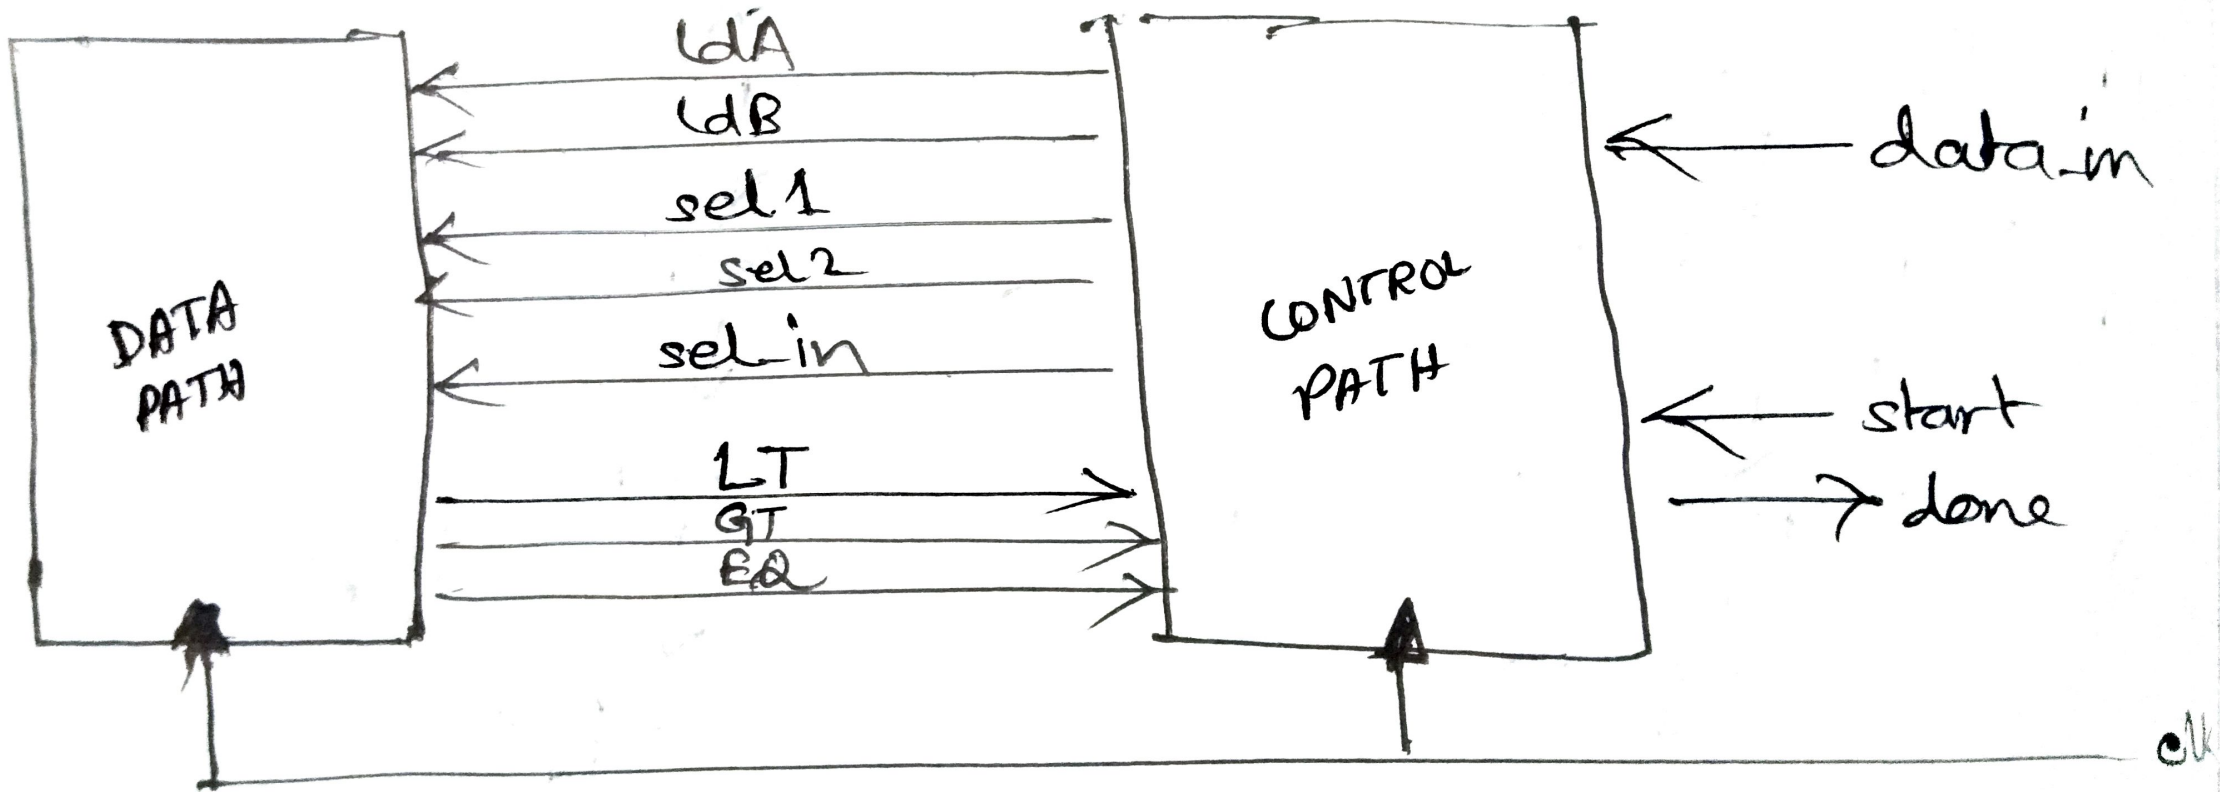 ldA
ldB
sel1
sel2
sel_in
LT
GT
EQ
DATA
PATH
CONTROL
PATH
data_in
start
done
clk